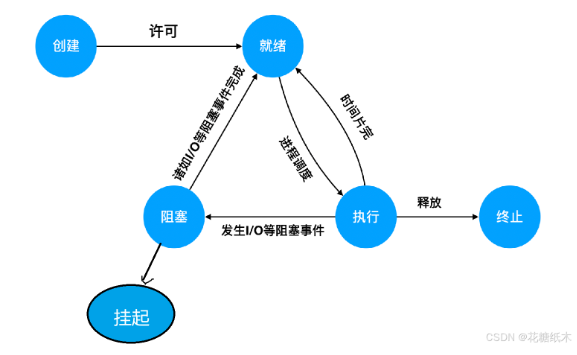 创建
许可
就绪
诸如I/O等阻塞事件完成
进程调度
时间片完
阻塞
发生I/O等阻塞事件
执行
释放
终止
挂起
CSDN @花糖纸木